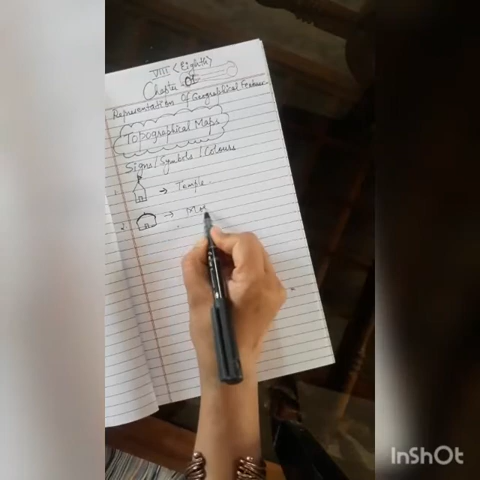 VIII (Eighth)
Chapter - 01
Representation Of Geographical Features.
Topographical Maps
Signs/Symbols/Colours
1. → Temple.
2. → Mos
InShOt